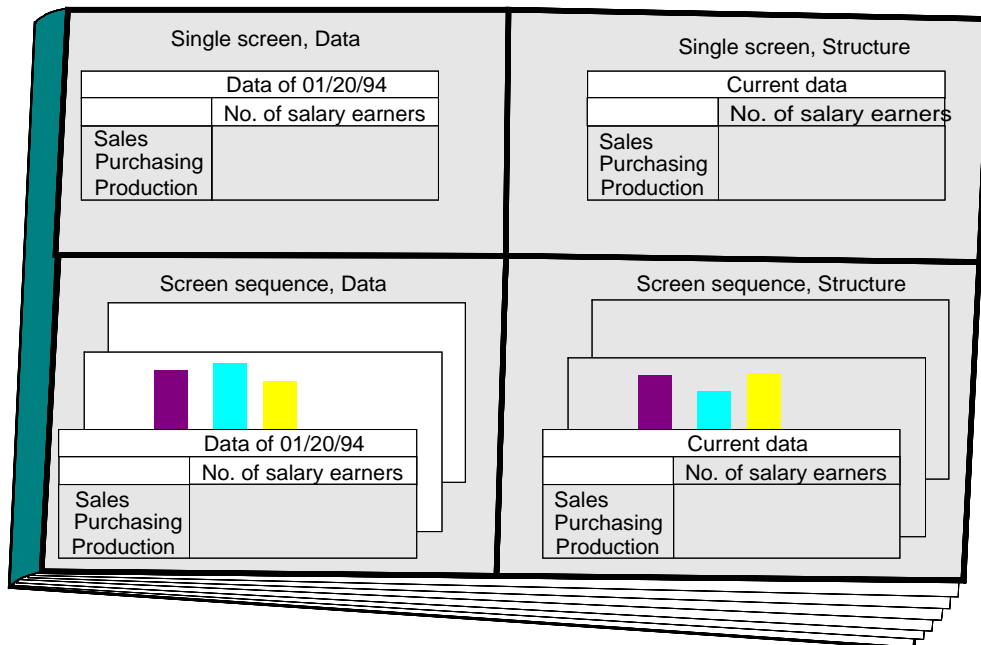 Single screen, Data
Data of 01/20/94
No. of salary earners
Sales
Purchasing
Production
Single screen, Structure
Current data
No. of salary earners
Sales
Purchasing
Production
Screen sequence, Data
Data of 01/20/94
No. of salary earners
Sales
Purchasing
Production
Screen sequence, Structure
Current data
No. of salary earners
Sales
Purchasing
Production